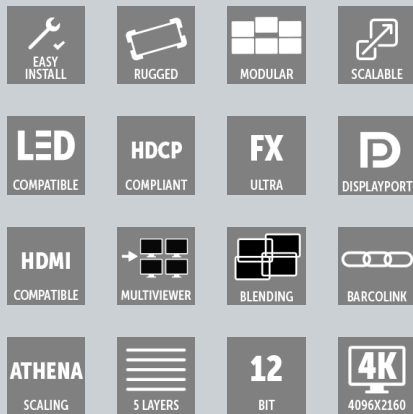 EASY
INSTALL
RUGGED
MODULAR
SCALABLE
LED
COMPATIBLE
HDCP
COMPLIANT
FX
ULTRA
DISPLAYPORT
HDMI
COMPATIBLE
MULTIVIEWER
BLENDING
BARCOLINK
ATHENA
SCALING
5 LAYERS
12
BIT
4K
4096X2160